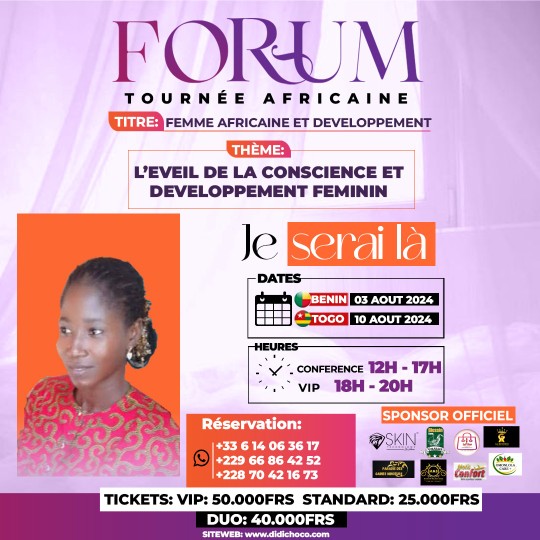 FORUM
TOURNÉE AFRICAINE
TITRE: FEMME AFRICAINE ET DEVELOPPEMENT
THÈME:
L'EVEIL DE LA CONSCIENCE ET
DEVELOPPEMENT FEMININ
Je serai là
DATES
BENIN 03 AOUT 2024
TOGO 10 AOUT 2024
HEURES
CONFERENCE 12H - 17H
VIP 18H - 20H
Réservation:
+33 6 14 06 36 17
+229 66 86 42 52
+228 70 42 16 73
SPONSOR OFFICIEL
SKIN
Confort
TICKETS: VIP: 50.000FRS STANDARD: 25.000FRS
DUO: 40.000FRS
SITEWEB: www.didichoco.com